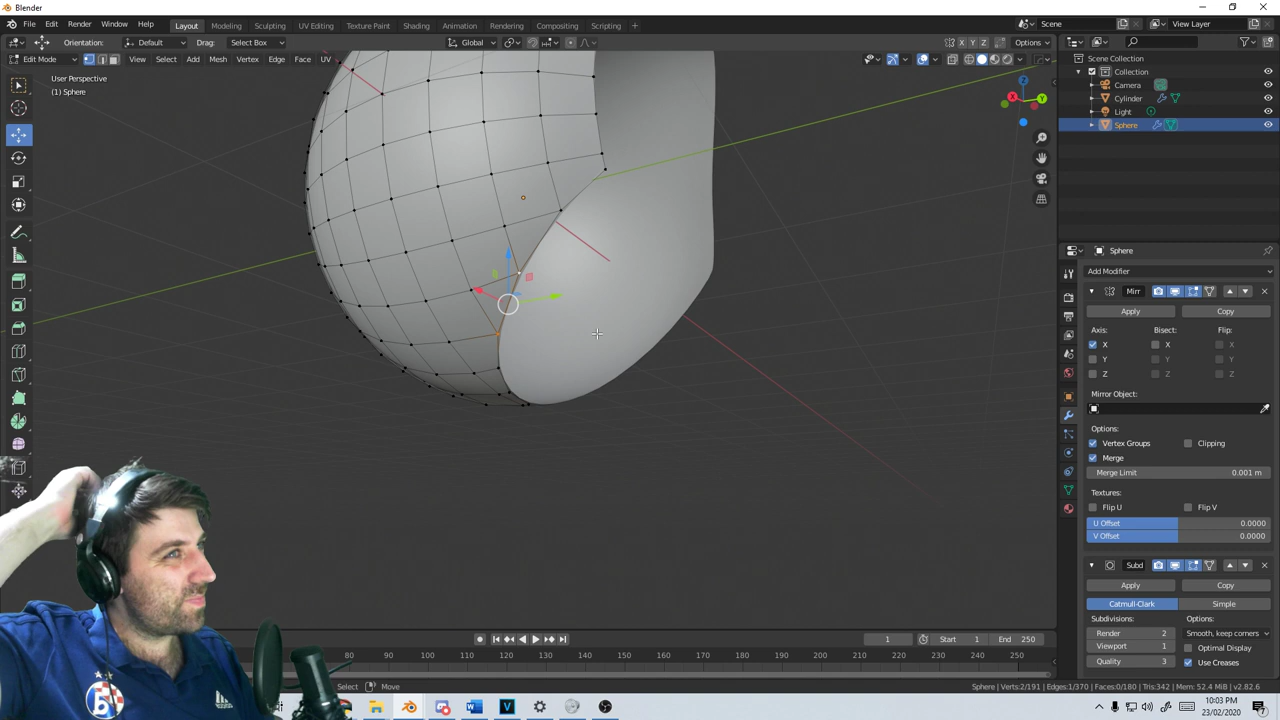 Blender
File Edit Render Window Help
Layout Modeling Sculpting UV Editing Texture Paint Shading Animation Rendering Compositing Scripting
Scene
View Layer
Orientation: Default Drag: Select Box
Global
X Y Z Options
Edit Mode View Select Add Mesh Vertex Edge Face UV
User Perspective
(1) Sphere
Scene Collection
Collection
Camera
Cylinder
Light
Sphere
Sphere
Add Modifier
Mirr
Apply Copy
Axis: Bisect: Flip:
X X X
Y Y Y
Z Z Z
Mirror Object:
Options:
Vertex Groups Clipping
Merge
Merge Limit 0.001 m
Textures:
Flip U Flip V
U Offset 0.0000
V Offset 0.0000
Subd
Apply Copy
Catmull-Clark Simple
Subdivisions: Options:
Render 2 Smooth, keep corners
Viewport 1 Optimal Display
Quality 3 Use Creases
1 Start 1 End 250
80 90 100 110 120 130 140 150 160 170 180 190 200 210 220 230 240 250
Select Move
Sphere | Verts:2/191 | Edges:1/370 | Faces:0/180 | Tris:342 | Mem: 52.4 MiB | v2.82.6
10:03 PM
23/02/2020